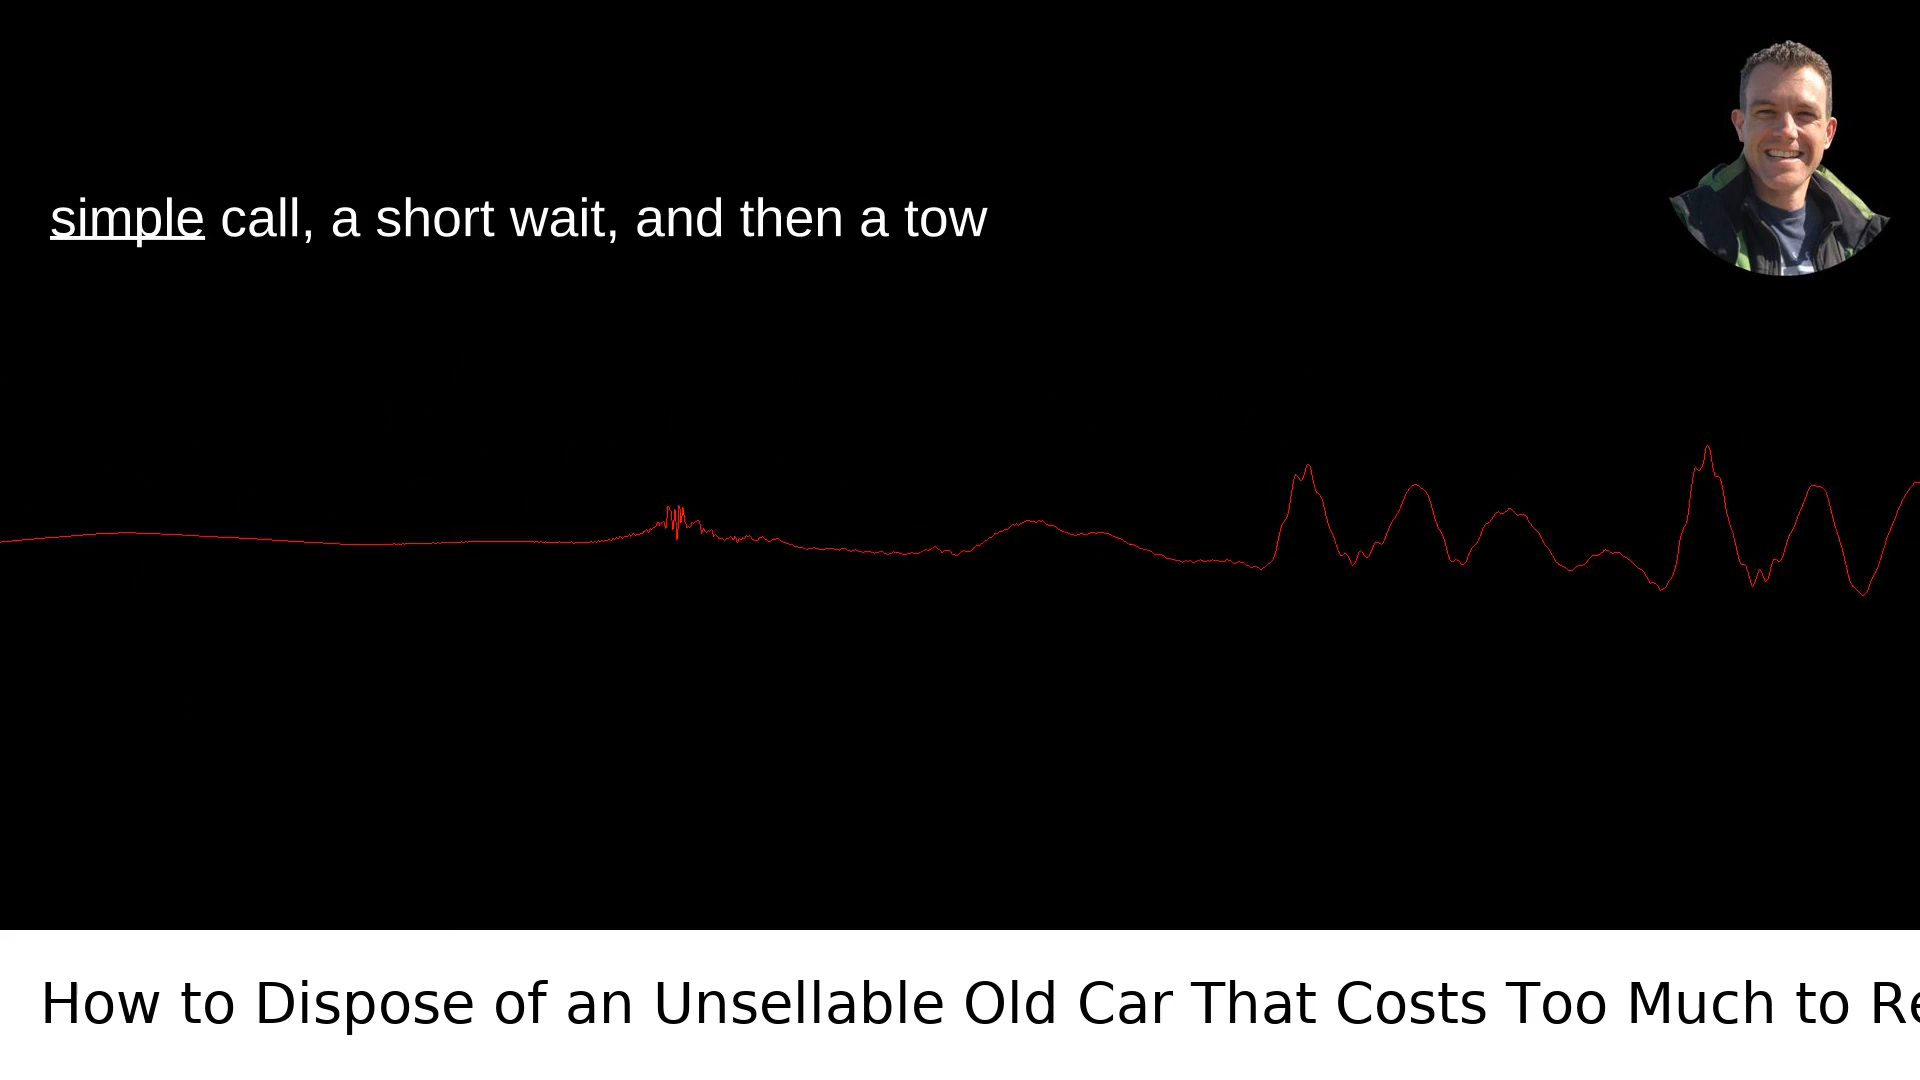 simple call, a short wait, and then a tow
How to Dispose of an Unsellable Old Car That Costs Too Much to Re